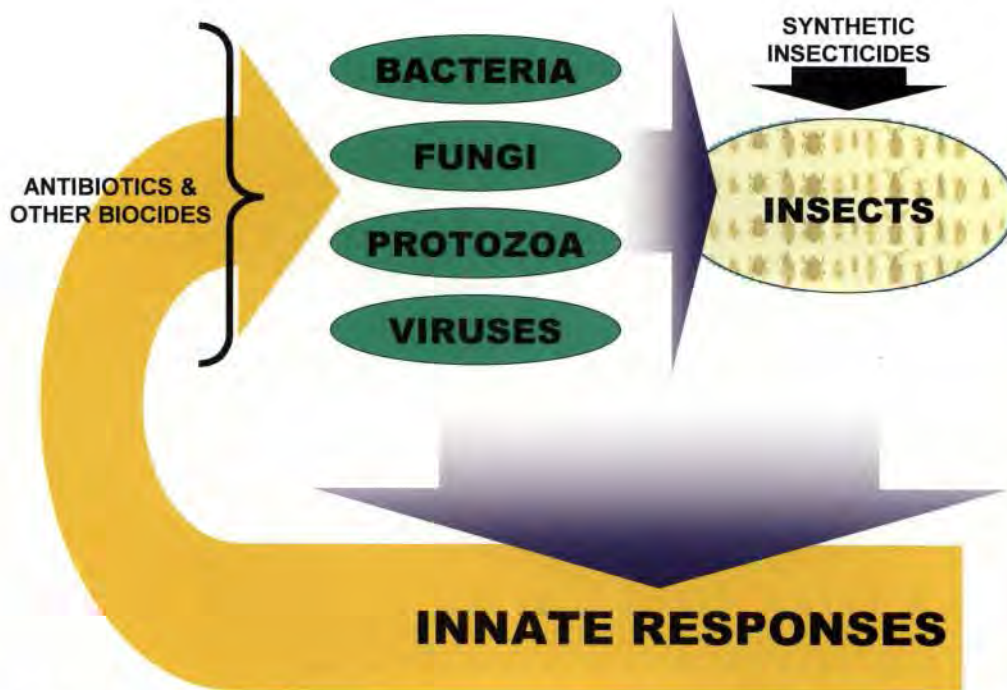 SYNTHETIC
INSECTICIDES
BACTERIA
FUNGI
ANTIBIOTICS &
OTHER BIOCIDES
INSECTS
PROTOZOA
VIRUSES
INNATE RESPONSES